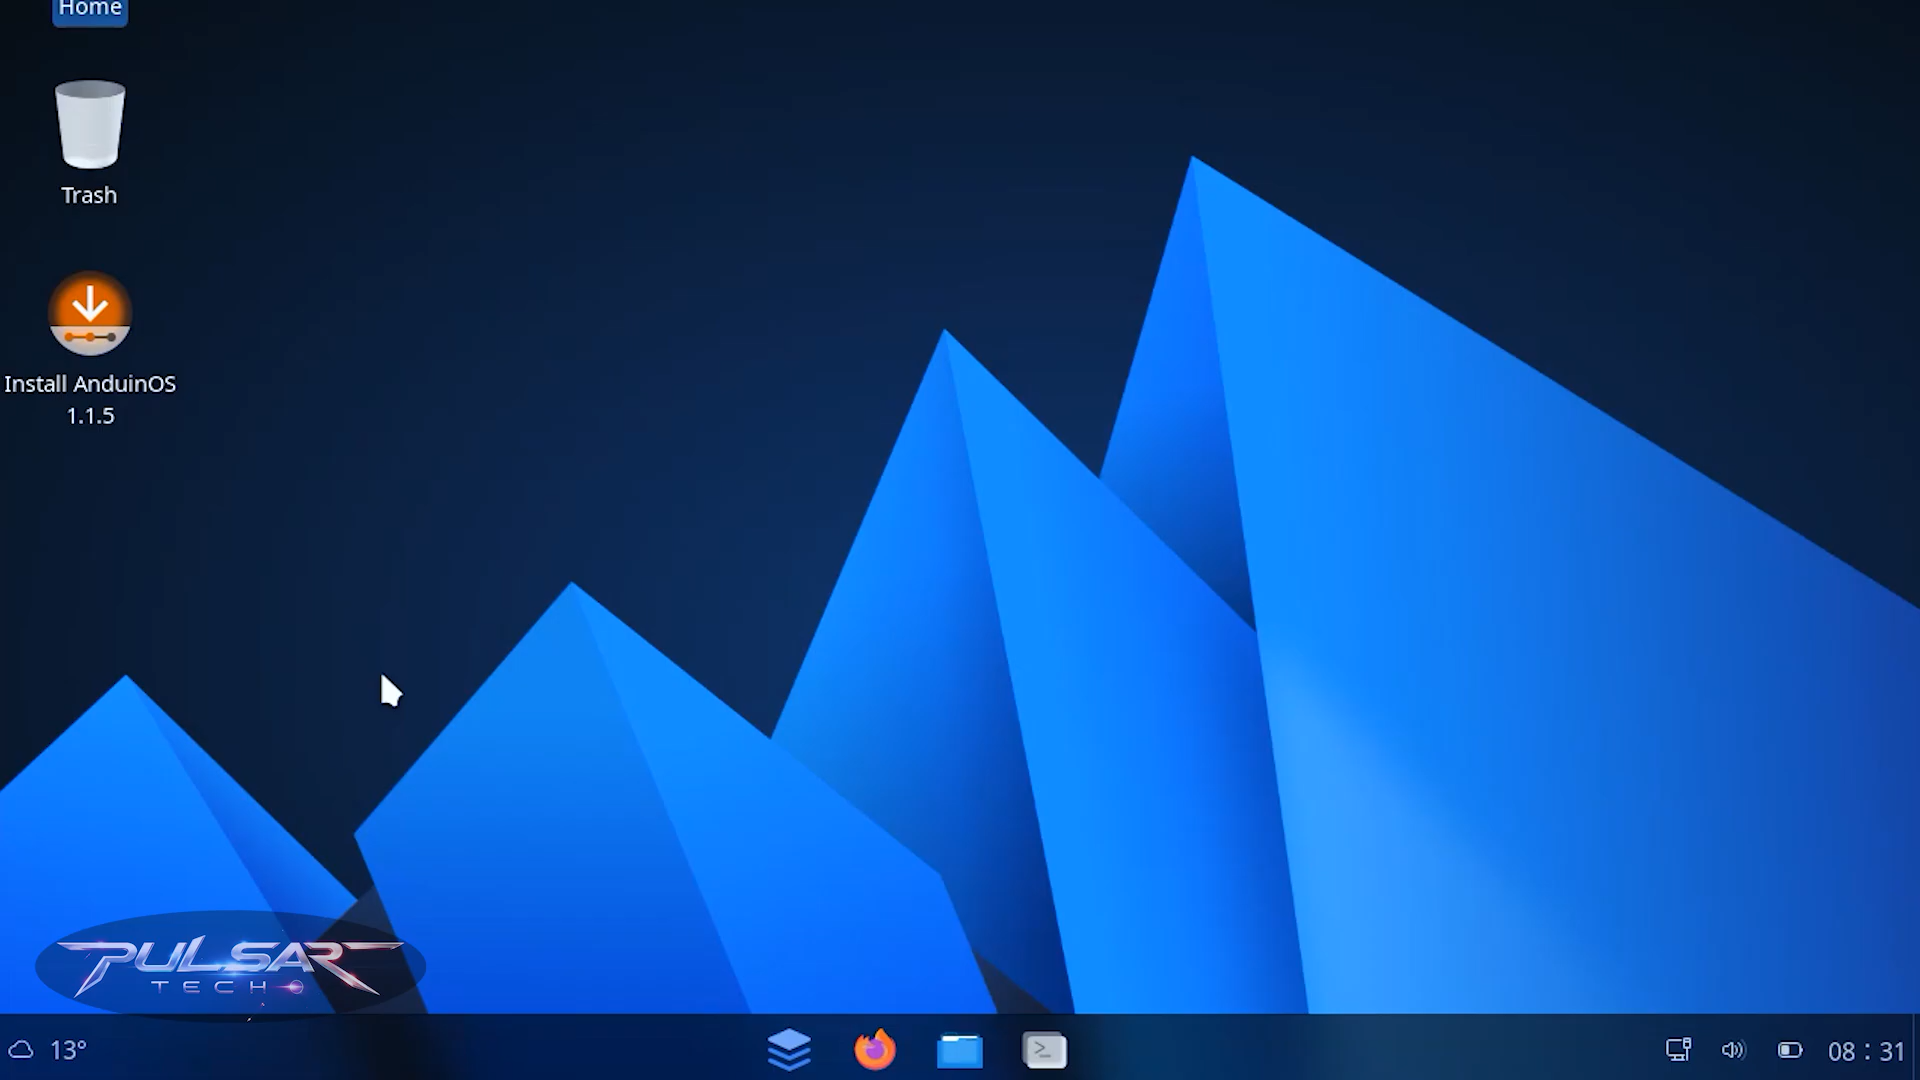 Home
Trash
Install AnduinOS
1.1.5
PULSAR
TECH
13°
08 : 31